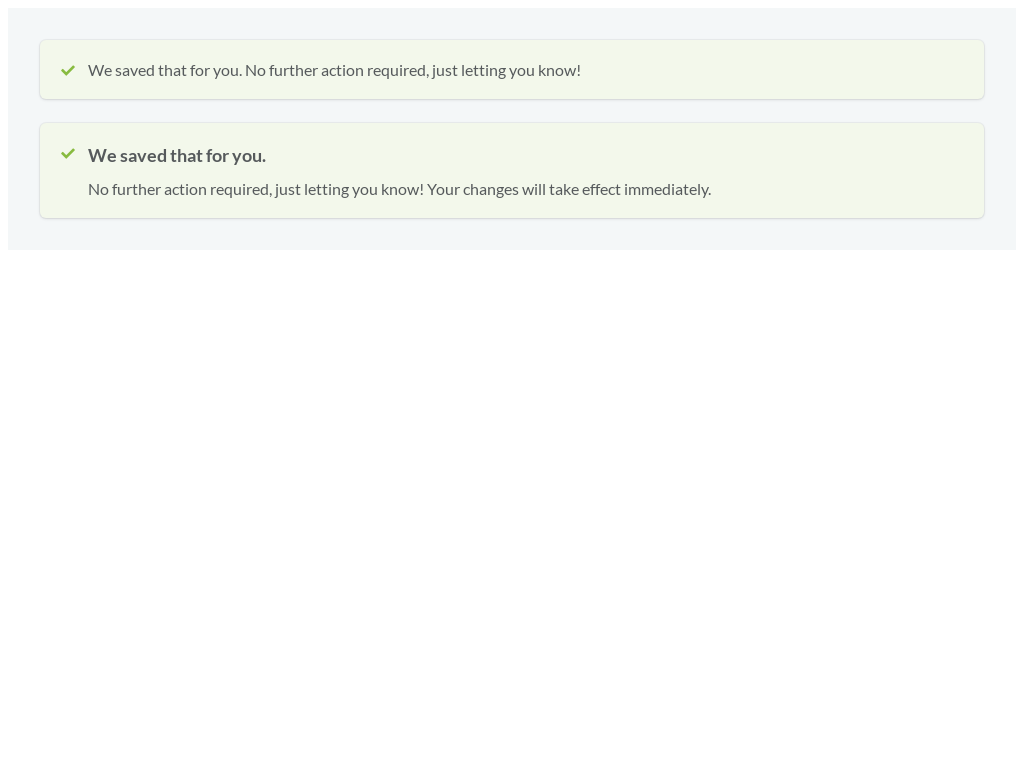 We saved that for you. No further action required, just letting you know!
We saved that for you.
No further action required, just letting you know! Your changes will take effect immediately.